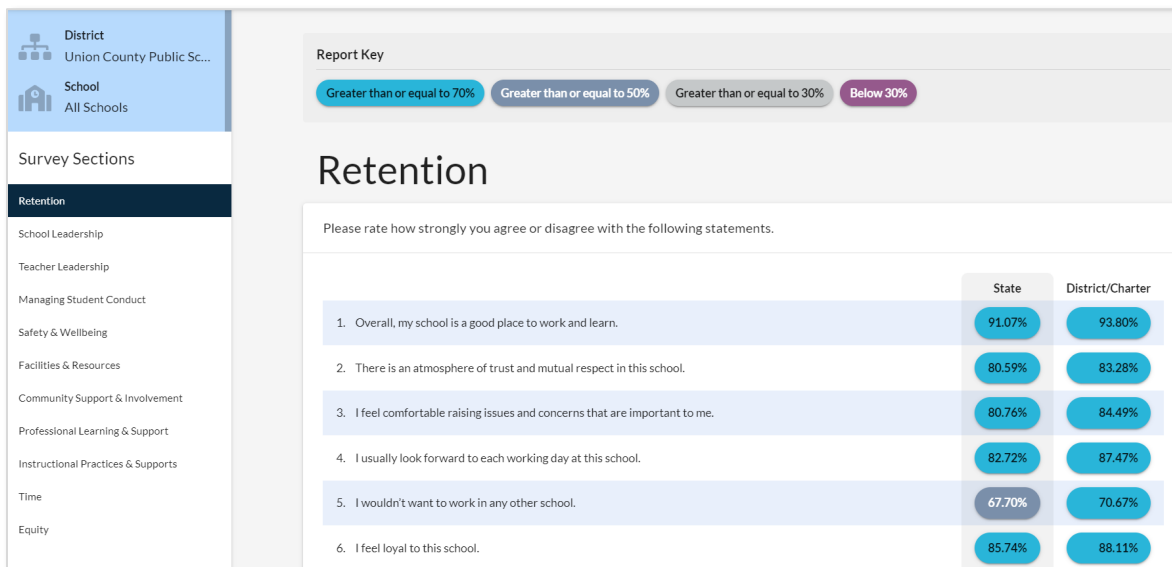 District
Union County Public Sc...
School
All Schools
Survey Sections
Retention
School Leadership
Teacher Leadership
Managing Student Conduct
Safety & Wellbeing
Facilities & Resources
Community Support & Involvement
Professional Learning & Support
Instructional Practices & Supports
Time
Equity
Report Key
Greater than or equal to 70% Greater than or equal to 50% Greater than or equal to 30% Below 30%
Retention
Please rate how strongly you agree or disagree with the following statements.
State District/Charter
1. Overall, my school is a good place to work and learn. 91.07% 93.80%
2. There is an atmosphere of trust and mutual respect in this school. 80.59% 83.28%
3. I feel comfortable raising issues and concerns that are important to me. 80.76% 84.49%
4. I usually look forward to each working day at this school. 82.72% 87.47%
5. I wouldn't want to work in any other school. 67.70% 70.67%
6. I feel loyal to this school. 85.74% 88.11%